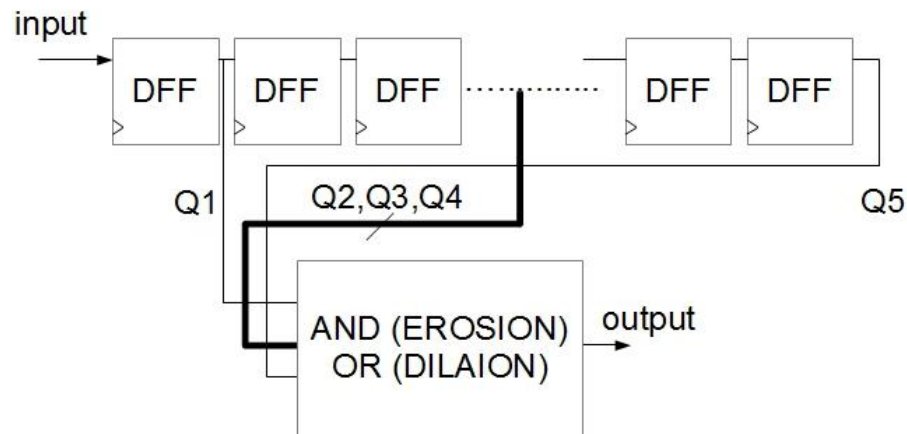 input
DFF
DFF
DFF
DFF
DFF
Q1
Q2,Q3,Q4
Q5
AND (EROSION)
OR (DILAION)
output